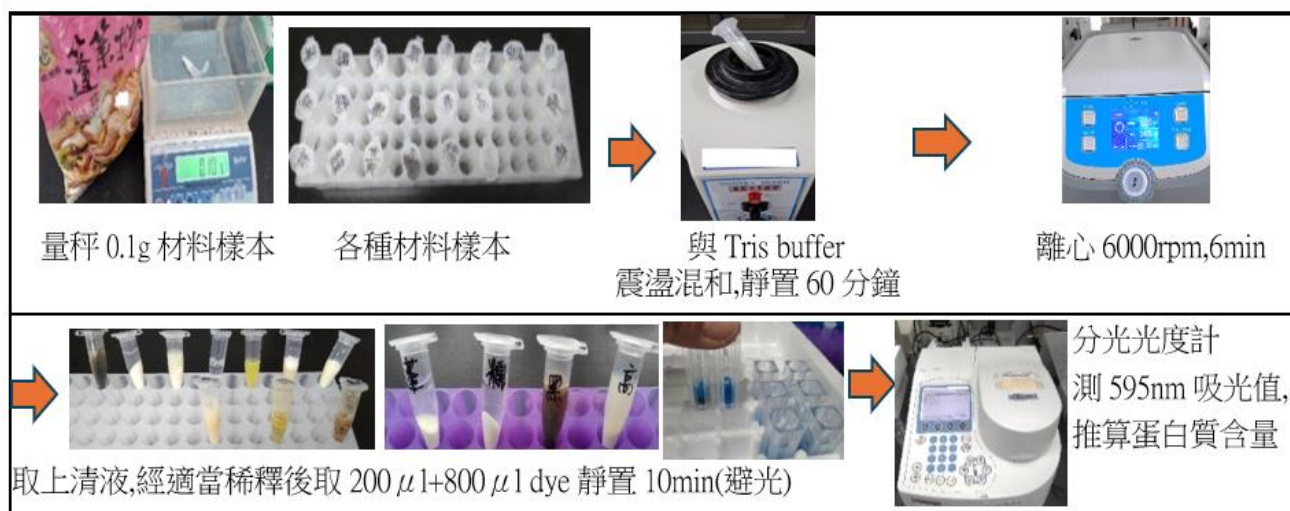 蓬萊
量秤 0.1g 材料樣本
各種材料樣本
與 Tris buffer
震盪混和,靜置 60 分鐘
離心 6000rpm,6min
取上清液,經適當稀釋後取 200 μl+800 μl dye 靜置 10min(避光)
糖
分光光度計
測 595nm 吸光值,
推算蛋白質含量